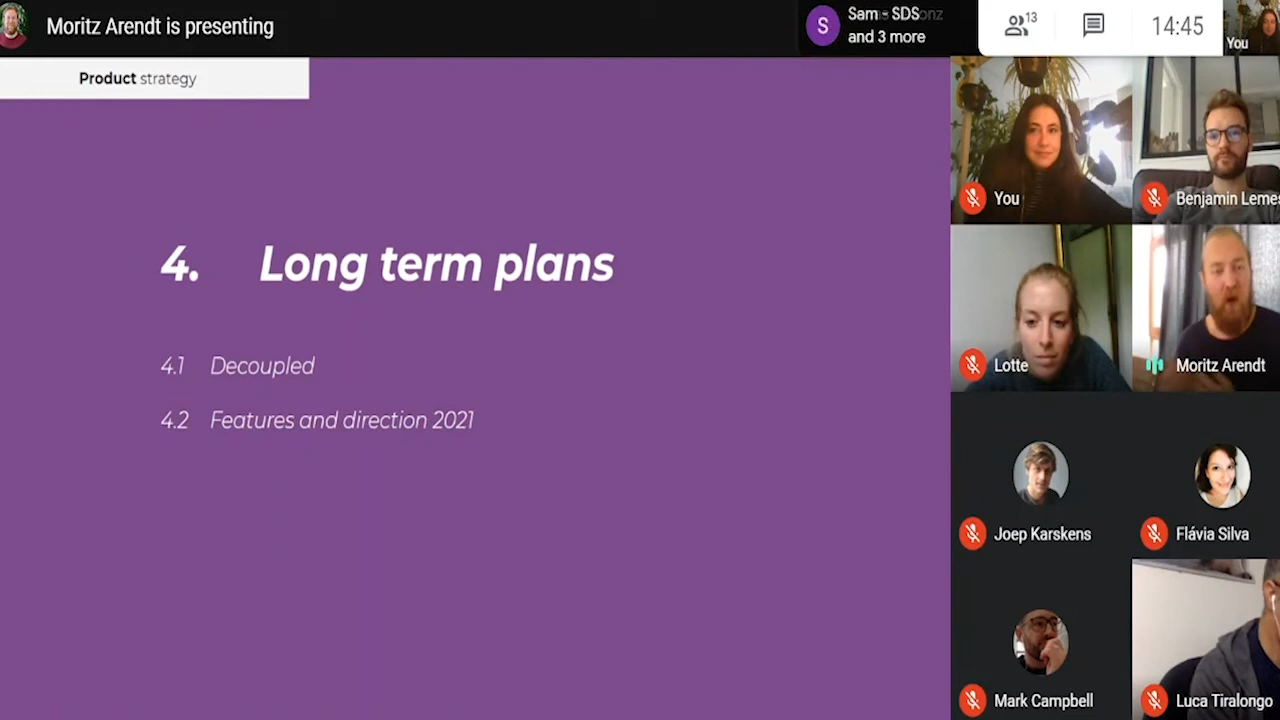 Moritz Arendt is presenting
S
Sam - SDS
and 3 more
13
14:45
You
Product strategy
4. Long term plans
4.1 Decoupled
4.2 Features and direction 2021
You
Benjamin Lemes
Lotte
Moritz Arendt
Joep Karskens
Flávia Silva
Mark Campbell
Luca Tiralongo